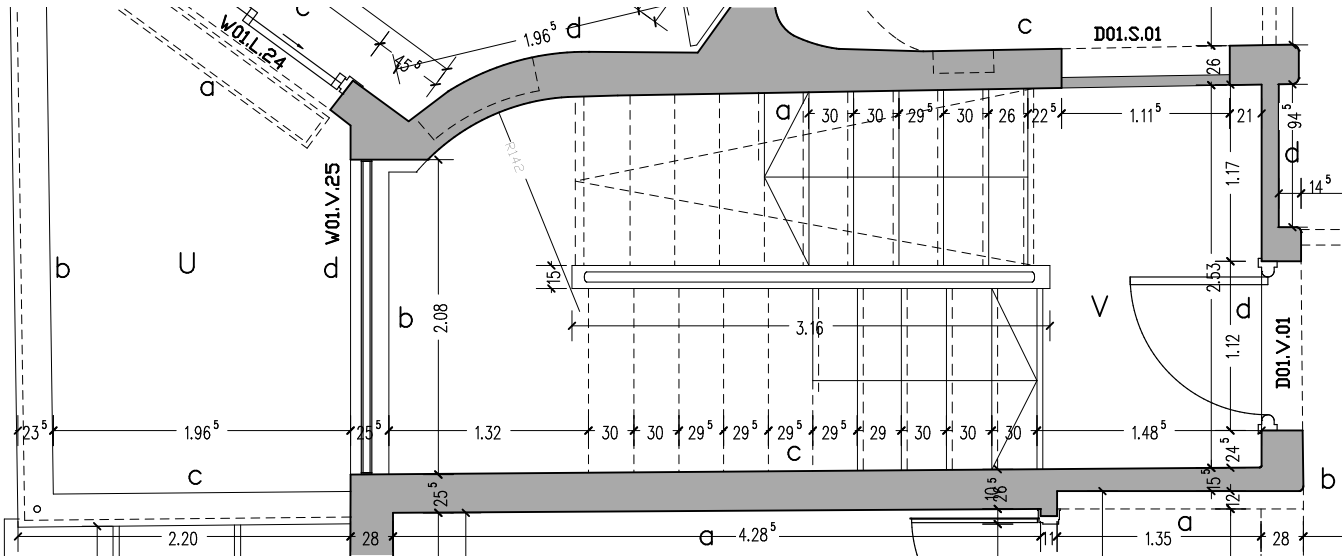 c
d
W01.L.24
1.96⁵
45⁵
c
D01.S.01
26
a
a
30
30
29⁵
30
26
22⁵
1.11⁵
21
94⁵
d
R142
1.17
14⁵
W01.V.25
b
U
d
15
2.53
b
2.08
3.16
V
d
1.12
D01.V.01
23⁵
1.96⁵
25⁵
1.32
30
30
29⁵
29⁵
29⁵
29⁵
29
30
30
30
1.48⁵
c
24⁵
c
15⁵
b
25⁵
10⁵
26
12
a
2.20
28
a
4.28⁵
11
1.35
28